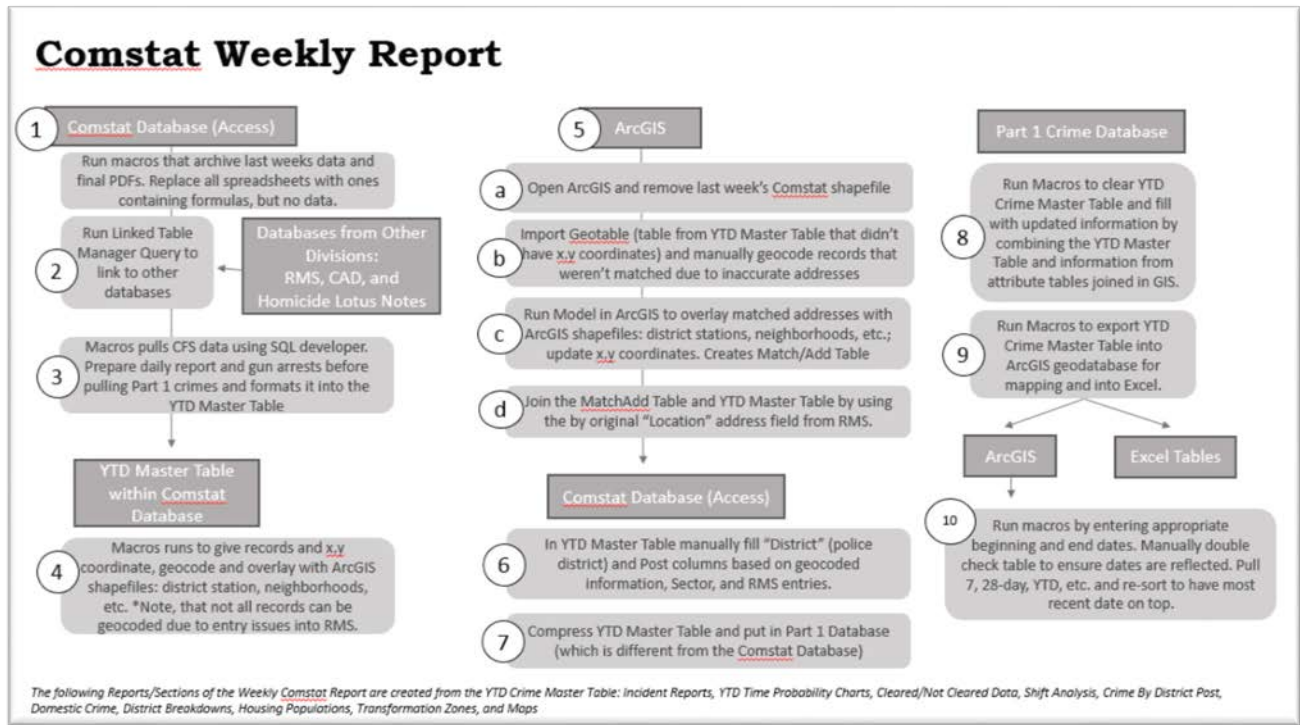 Comstat Weekly Report
1
Comstat Database (Access)
Run macros that archive last weeks data and
final PDFs. Replace all spreadsheets with ones
containing formulas, but no data.
2
Run Linked Table
Manager Query to
link to other
databases
Databases from Other
Divisions:
RMS, CAD, and
Homicide Lotus Notes
3
Macros pulls CFS data using SQL developer.
Prepare daily report and gun arrests before
pulling Part 1 crimes and formats it into the
YTD Master Table
YTD Master Table
within Comstat
Database
4
Macros runs to give records and x,y
coordinate, geocode and overlay with ArcGIS
shapefiles: district station, neighborhoods,
etc. *Note, that not all records can be
geocoded due to entry issues into RMS.
5
ArcGIS
a
Open ArcGIS and remove last week's Comstat shapefile
b
Import Geotable (table from YTD Master Table that didn't
have x,y coordinates) and manually geocode records that
weren't matched due to inaccurate addresses
c
Run Model in ArcGIS to overlay matched addresses with
ArcGIS shapefiles: district stations, neighborhoods, etc.;
update x,y coordinates. Creates Match/Add Table
d
Join the MatchAdd Table and YTD Master Table by using
the by original "Location" address field from RMS.
Comstat Database (Access)
6
In YTD Master Table manually fill "District" (police
district) and Post columns based on geocoded
information, Sector, and RMS entries.
7
Compress YTD Master Table and put in Part 1 Database
(which is different from the Comstat Database)
Part 1 Crime Database
8
Run Macros to clear YTD
Crime Master Table and fill
with updated information by
combining the YTD Master
Table and information from
attribute tables joined in GIS.
9
Run Macros to export YTD
Crime Master Table into
ArcGIS geodatabase for
mapping and into Excel.
ArcGIS
Excel Tables
10
Run macros by entering appropriate
beginning and end dates. Manually double
check table to ensure dates are reflected. Pull
7, 28-day, YTD, etc. and re-sort to have most
recent date on top.
The following Reports/Sections of the Weekly Comstat Report are created from the YTD Crime Master Table: Incident Reports, YTD Time Probability Charts, Cleared/Not Cleared Data, Shift Analysis, Crime By District Post,
Domestic Crime, District Breakdowns, Housing Populations, Transformation Zones, and Maps